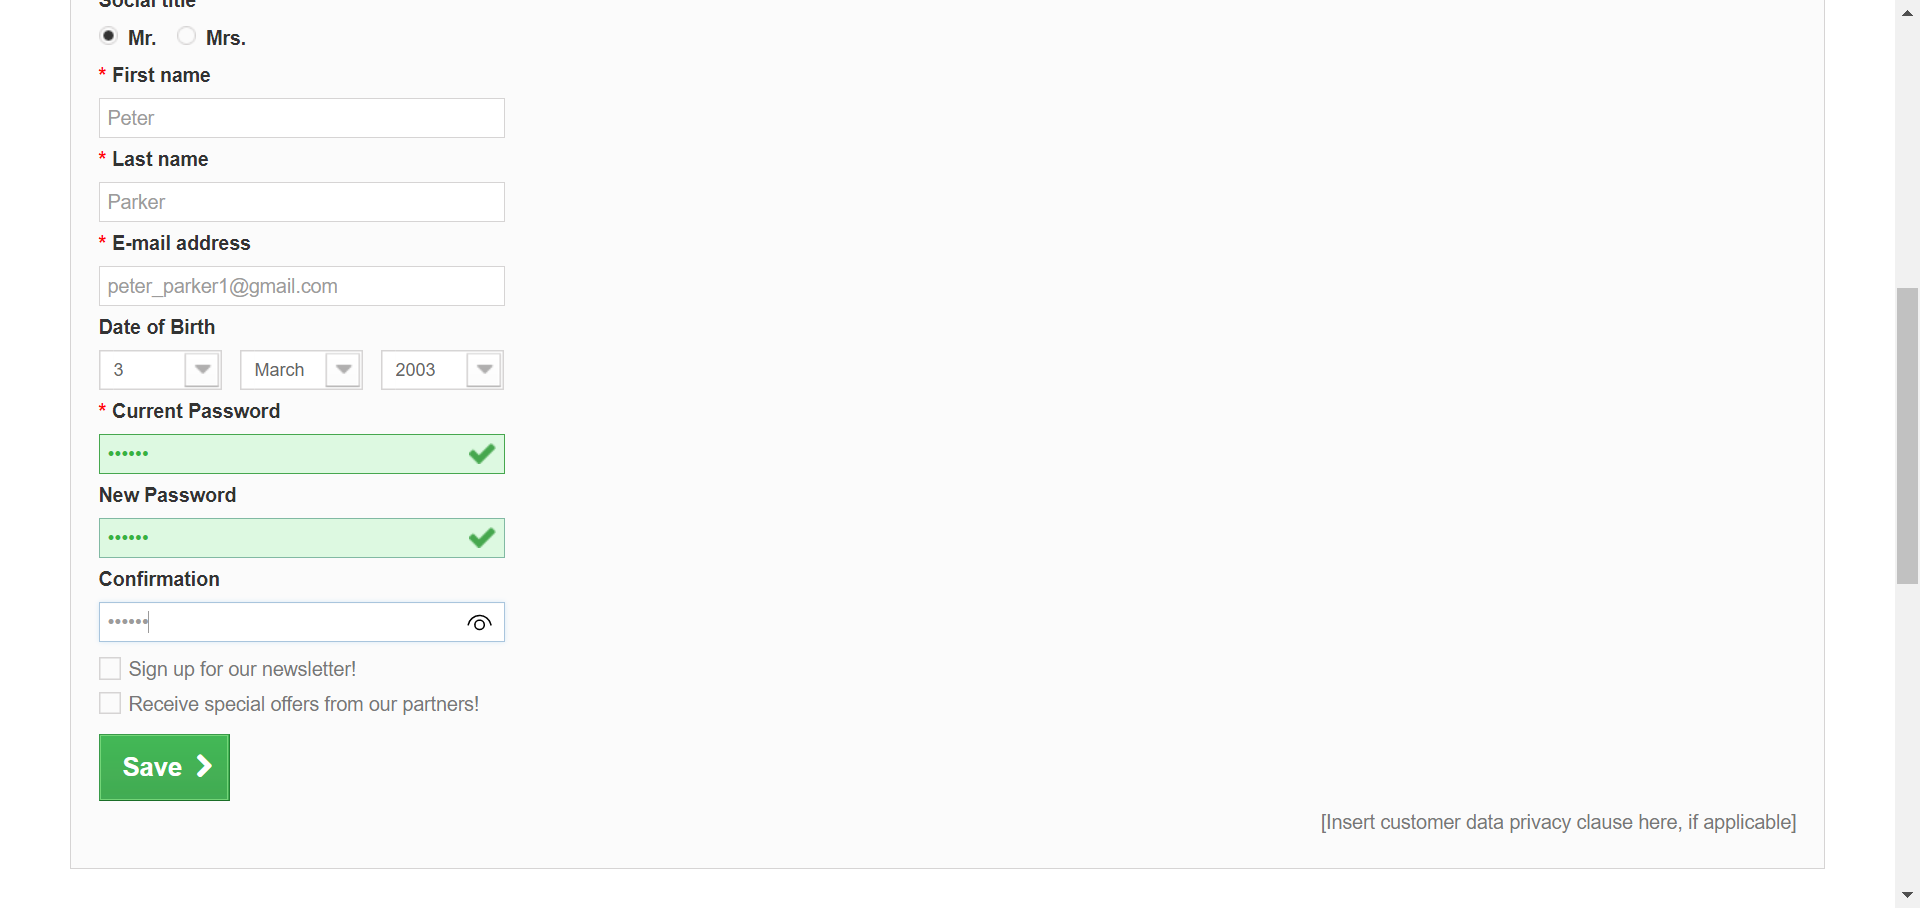 Social title
Mr. Mrs.
* First name
Peter
* Last name
Parker
* E-mail address
peter_parker1@gmail.com
Date of Birth
3 March 2003
* Current Password
••••••
New Password
••••••
Confirmation
••••••
Sign up for our newsletter!
Receive special offers from our partners!
Save
[Insert customer data privacy clause here, if applicable]